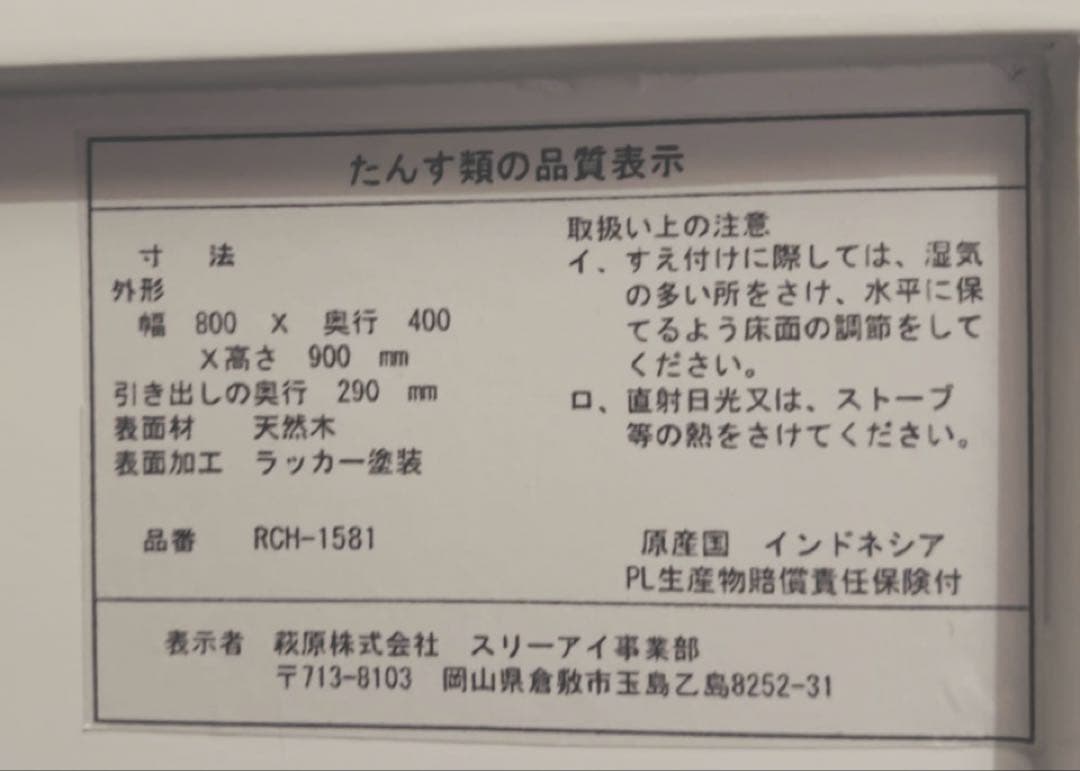 たんす類の品質表示
寸　法
外形
幅　800　X　奥行　400
X高さ　900　mm
引き出しの奥行　290　mm
表面材　　天然木
表面加工　ラッカー塗装
品番　　RCH-1581
取扱い上の注意
イ、すえ付けに際しては、湿気
の多い所をさけ、水平に保
てるよう床面の調節をして
ください。
ロ、直射日光又は、ストーブ
等の熱をさけてください。
原産国　インドネシア
PL生産物賠償責任保険付
表示者　萩原株式会社　スリーアイ事業部
〒713-8103　岡山県倉敷市玉島乙島8252-31